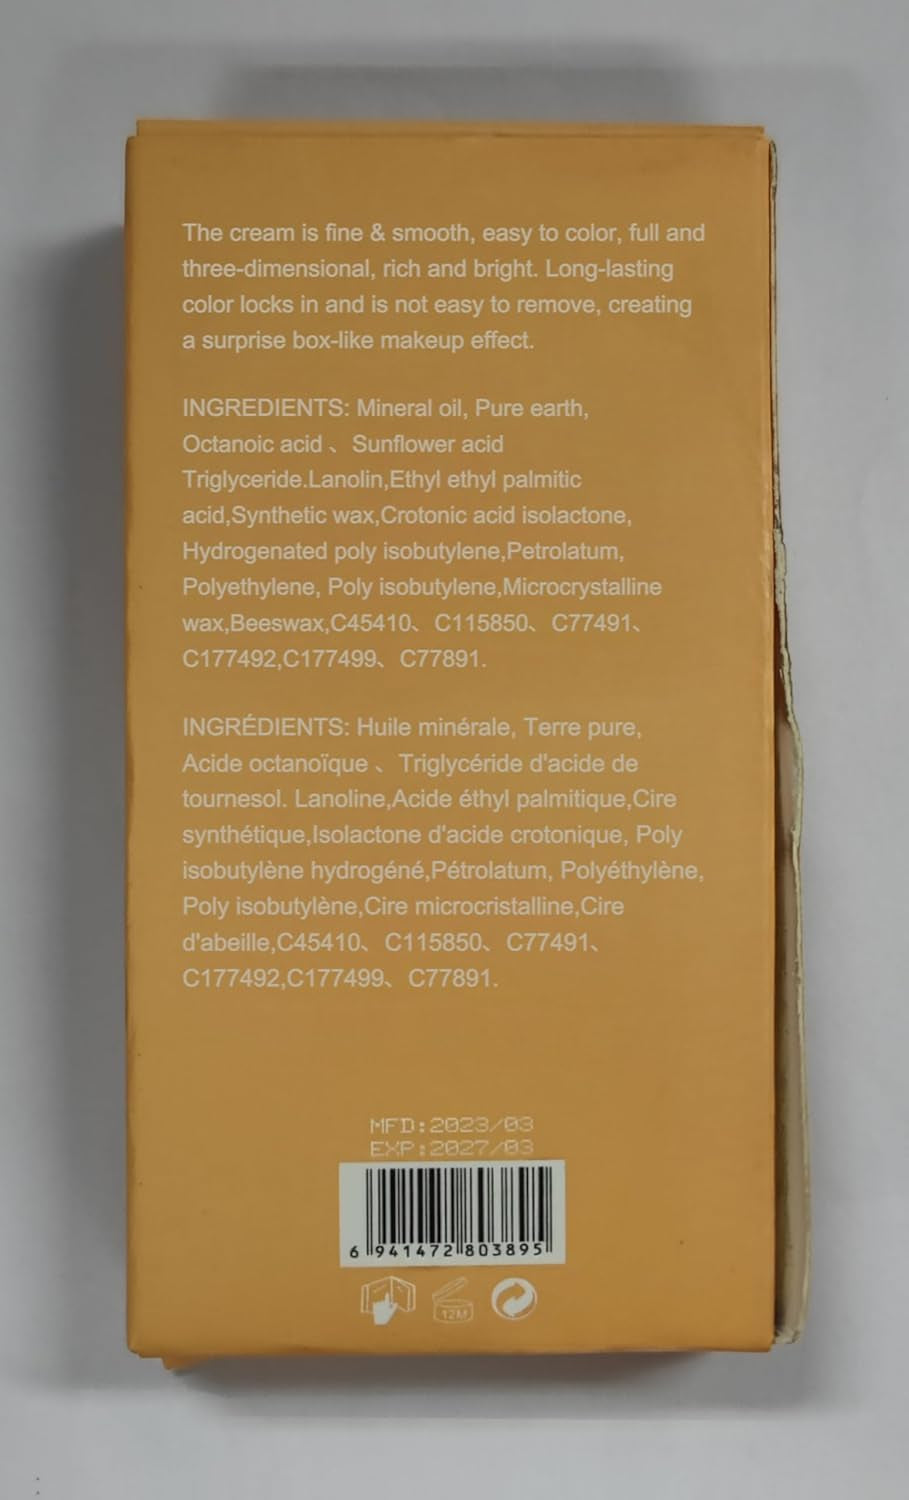 The cream is fine & smooth, easy to color, full and
three-dimensional, rich and bright. Long-lasting
color locks in and is not easy to remove, creating
a surprise box-like makeup effect.
INGREDIENTS: Mineral oil, Pure earth,
Octanoic acid 、 Sunflower acid
Triglyceride.Lanolin,Ethyl ethyl palmitic
acid,Synthetic wax,Crotonic acid isolactone,
Hydrogenated poly isobutylene,Petrolatum,
Polyethylene, Poly isobutylene,Microcrystalline
wax,Beeswax,C45410、 C115850、 C77491、
C177492,C177499、 C77891.
INGRÉDIENTS: Huile minérale, Terre pure,
Acide octanoïque 、 Triglycéride d'acide de
tournesol. Lanoline,Acide éthyl palmitique,Cire
synthétique,Isolactone d'acide crotonique, Poly
isobutylène hydrogéné,Pétrolatum, Polyéthylène,
Poly isobutylène,Cire microcristalline,Cire
d'abeille,C45410、 C115850、 C77491、
C177492,C177499、 C77891.
MFD:2023/03
EXP:2027/03
6 941472 803895
12M